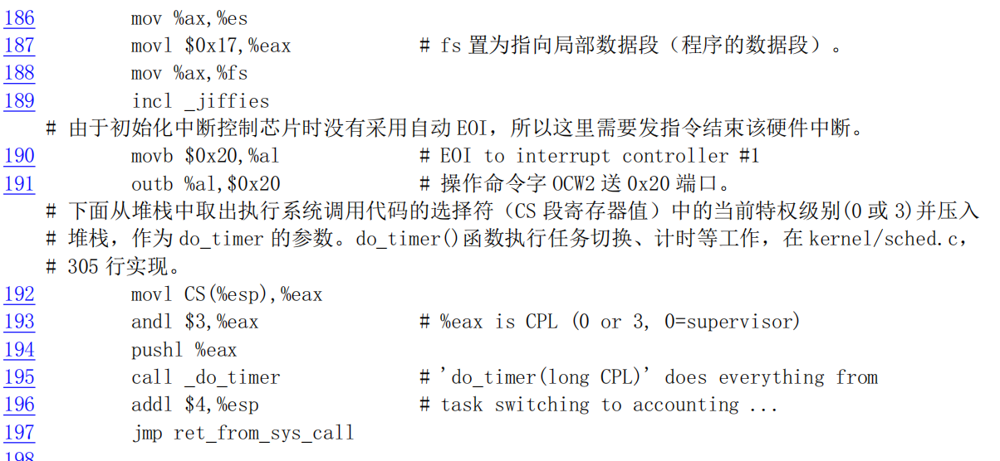 186 mov %ax,%es
187 movl $0x17,%eax # fs 置为指向局部数据段（程序的数据段）。
188 mov %ax,%fs
189 incl _jiffies
# 由于初始化中断控制芯片时没有采用自动 EOI，所以这里需要发指令结束该硬件中断。
190 movb $0x20,%al # EOI to interrupt controller #1
191 outb %al,$0x20 # 操作命令字 OCW2 送 0x20 端口。
# 下面从堆栈中取出执行系统调用代码的选择符（CS 段寄存器值）中的当前特权级别(0 或 3)并压入
# 堆栈，作为 do_timer 的参数。do_timer()函数执行任务切换、计时等工作，在 kernel/sched.c，
# 305 行实现。
192 movl CS(%esp),%eax
193 andl $3,%eax # %eax is CPL (0 or 3, 0=supervisor)
194 pushl %eax
195 call _do_timer # 'do_timer(long CPL)' does everything from
196 addl $4,%esp # task switching to accounting ...
197 jmp ret_from_sys_call
198